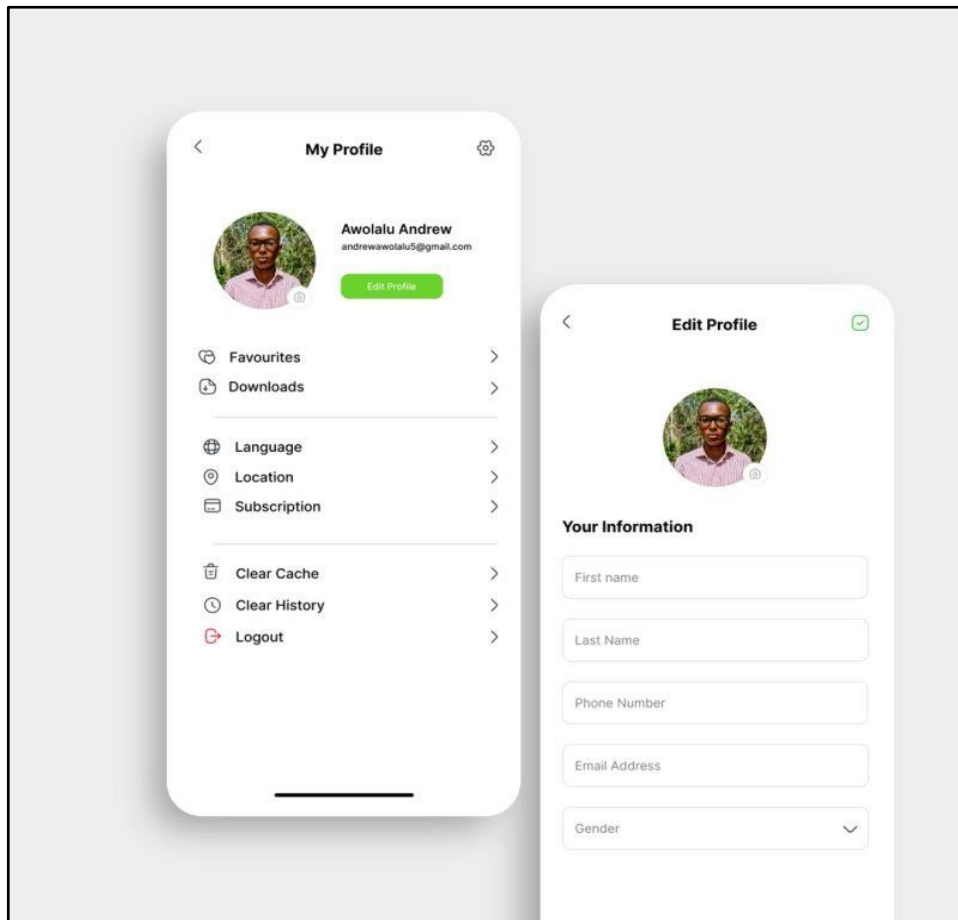 My Profile
Awolalu Andrew
andrewawolalu5@gmail.com
Edit Profile
Favourites
Downloads
Language
Location
Subscription
Clear Cache
Clear History
Logout
Edit Profile
Your Information
First name
Last Name
Phone Number
Email Address
Gender